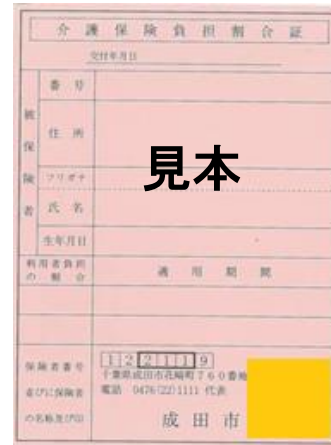 介護保険負担割合証
交付年月日
被保険者
番号
住所
フリガナ
氏名
生年月日
見本
利用者負担の割合
適用期間
保険者番号並びに保険者の名称及び印
122119
千葉県成田市花崎町760番地
電話 0476(22)1111 代表
成田市